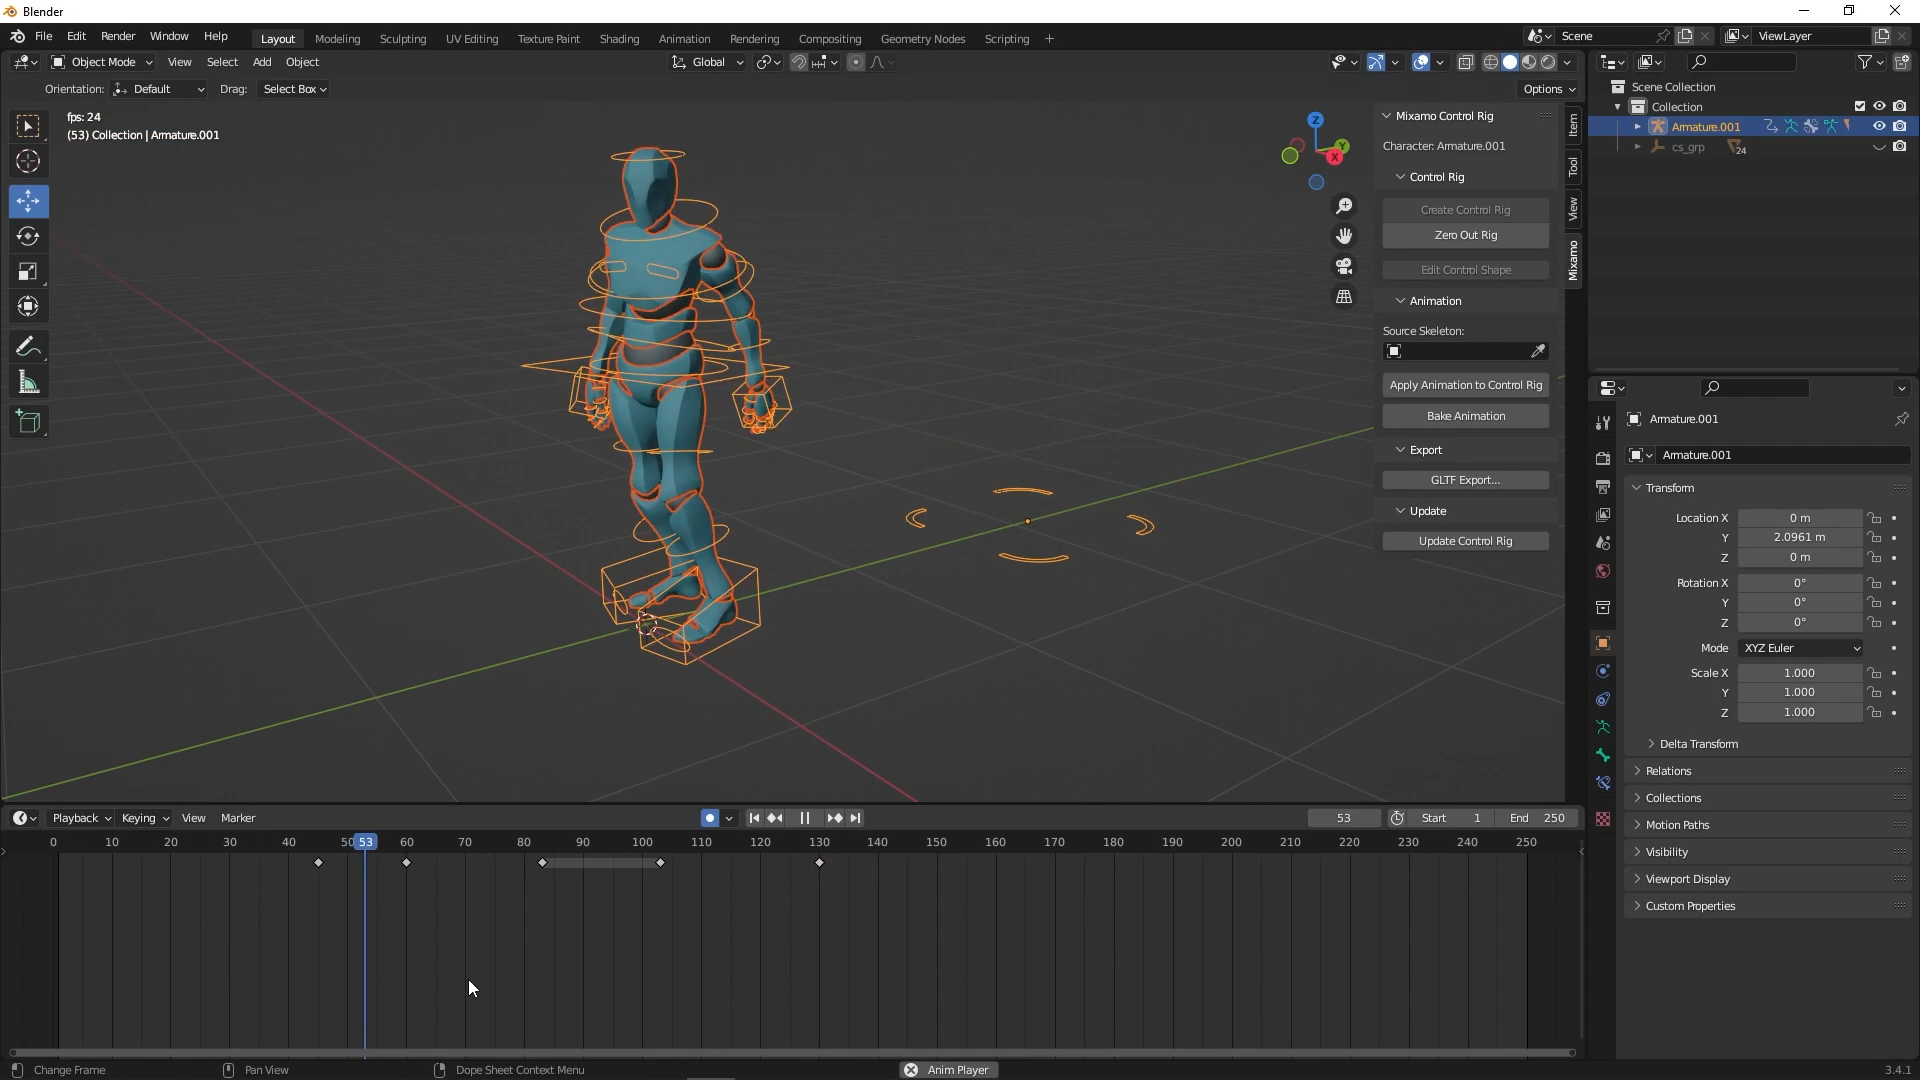 Blender
File Edit Render Window Help Layout Modeling Sculpting UV Editing Texture Paint Shading Animation Rendering Compositing Geometry Nodes Scripting + Scene ViewLayer
Object Mode View Select Add Object Global
Orientation: Default Drag: Select Box Options
fps: 24
(53) Collection | Armature.001
Z
Y
X
Mixamo Control Rig
Character: Armature.001
Control Rig
Create Control Rig
Zero Out Rig
Edit Control Shape
Animation
Source Skeleton:
Apply Animation to Control Rig
Bake Animation
Export
GLTF Export...
Update
Update Control Rig
Item
Tool
View
Mixamo
Scene Collection
Collection
Armature.001
cs_grp 24
Armature.001
Armature.001
Transform
Location X 0 m
Y 2.0961 m
Z 0 m
Rotation X 0°
Y 0°
Z 0°
Mode XYZ Euler
Scale X 1.000
Y 1.000
Z 1.000
Delta Transform
Relations
Collections
Motion Paths
Visibility
Viewport Display
Custom Properties
Playback Keying View Marker 53 Start 1 End 250
0 10 20 30 40 50 53 60 70 80 90 100 110 120 130 140 150 160 170 180 190 200 210 220 230 240 250
Change Frame Pan View Dope Sheet Context Menu Anim Player 3.4.1